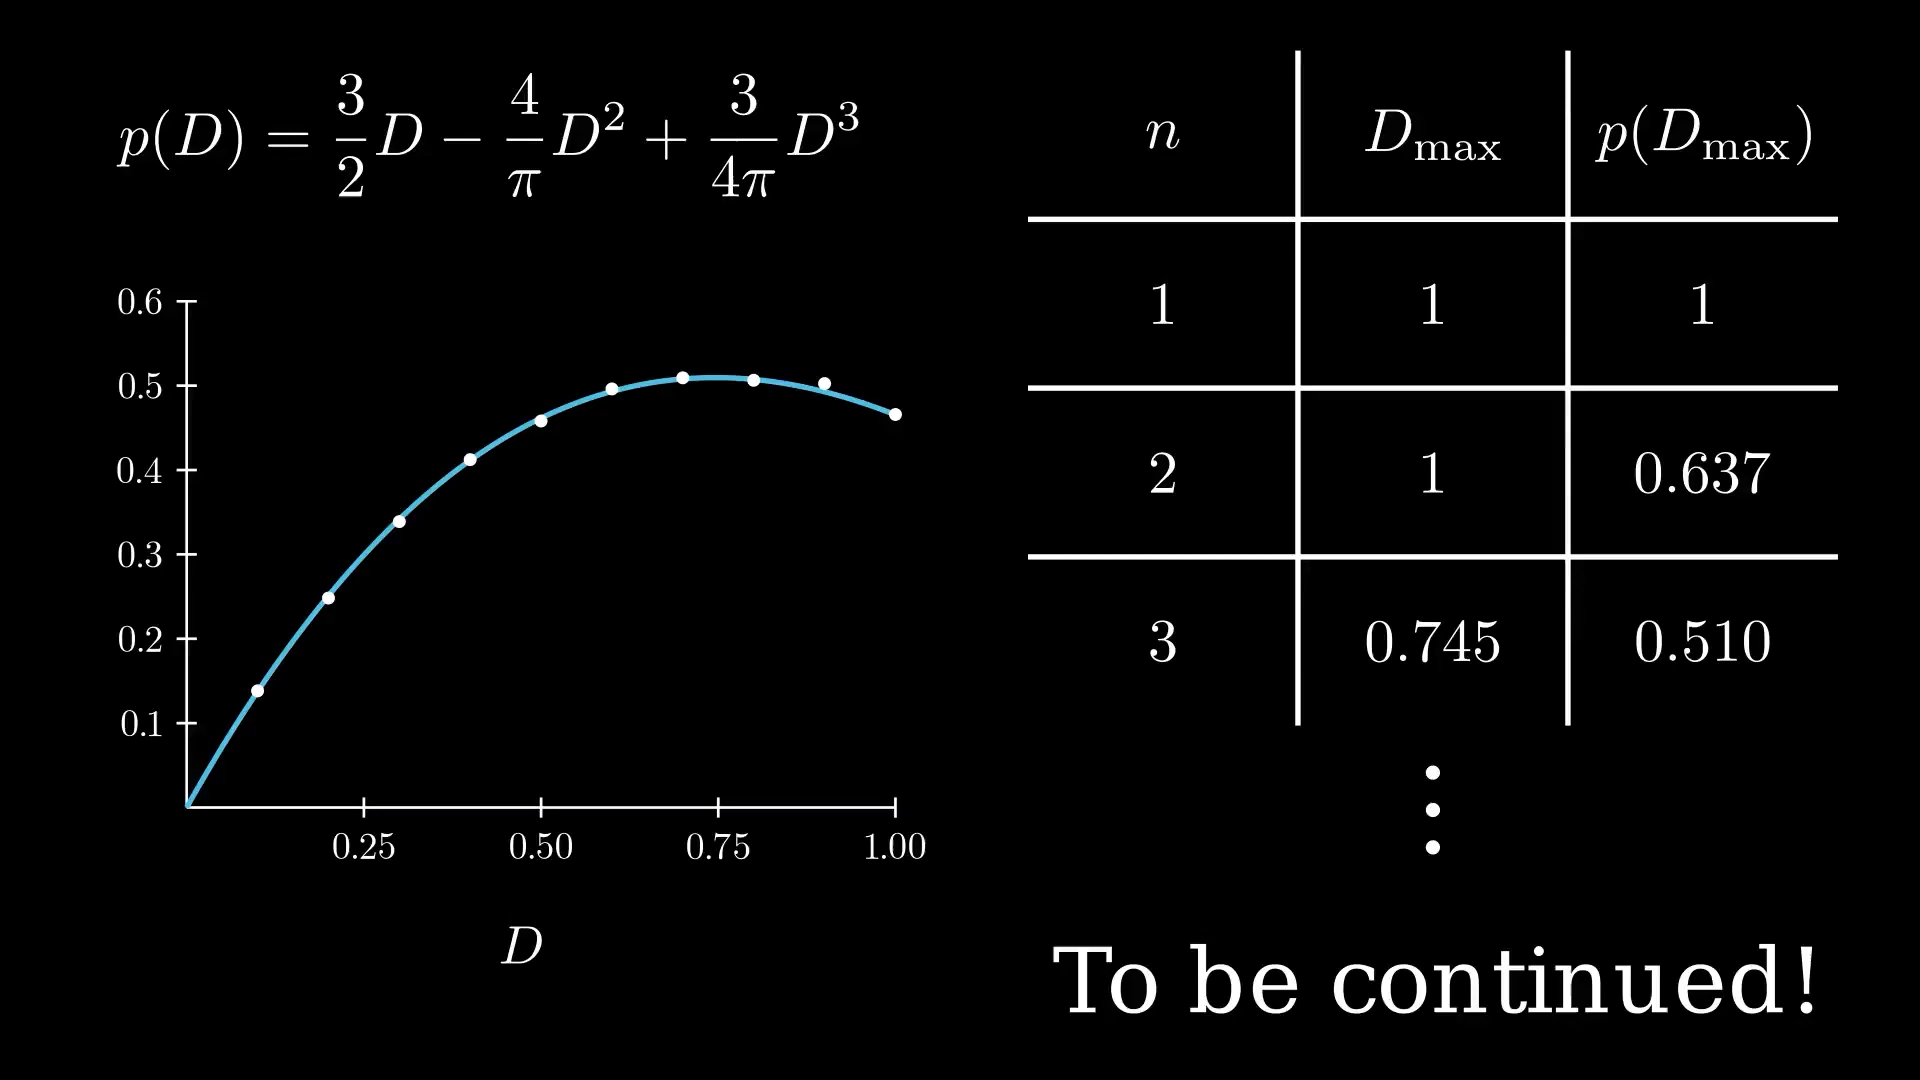 p(D) = 3/2 D − 4/π D² + 3/4π D³
0.6
0.5
0.4
0.3
0.2
0.1
0.25 0.50 0.75 1.00
D
n D_max p(D_max)
1 1 1
2 1 0.637
3 0.745 0.510
To be continued!